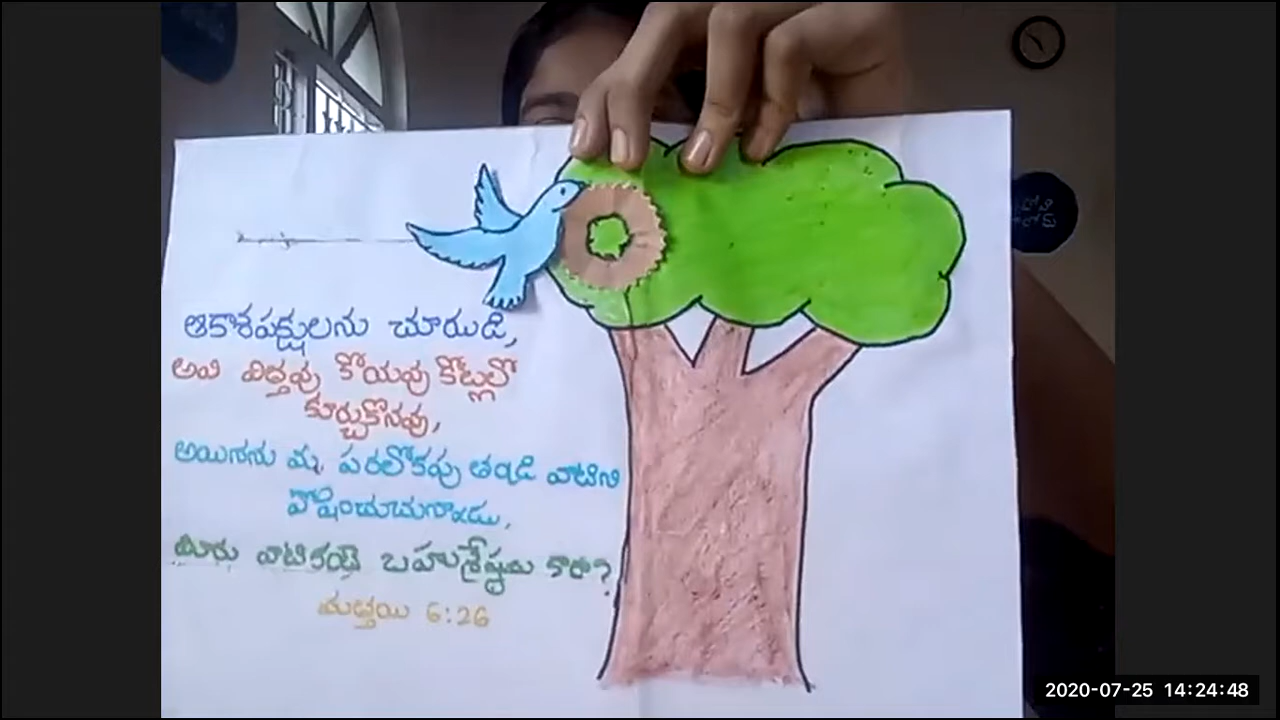 ఆకాశపక్షులను చూరుడి,
అవి విత్తవు కోయవు కొట్లలో
కూర్చుకొనవు,
అయినను మీ పరలోకపు తండ్రి వాటిని
పోషించుచున్నాడు,
మీరు వాటికంటె బహుశ్రేష్టులు కారా?
మత్తయి 6:26
2020-07-25 14:24:48